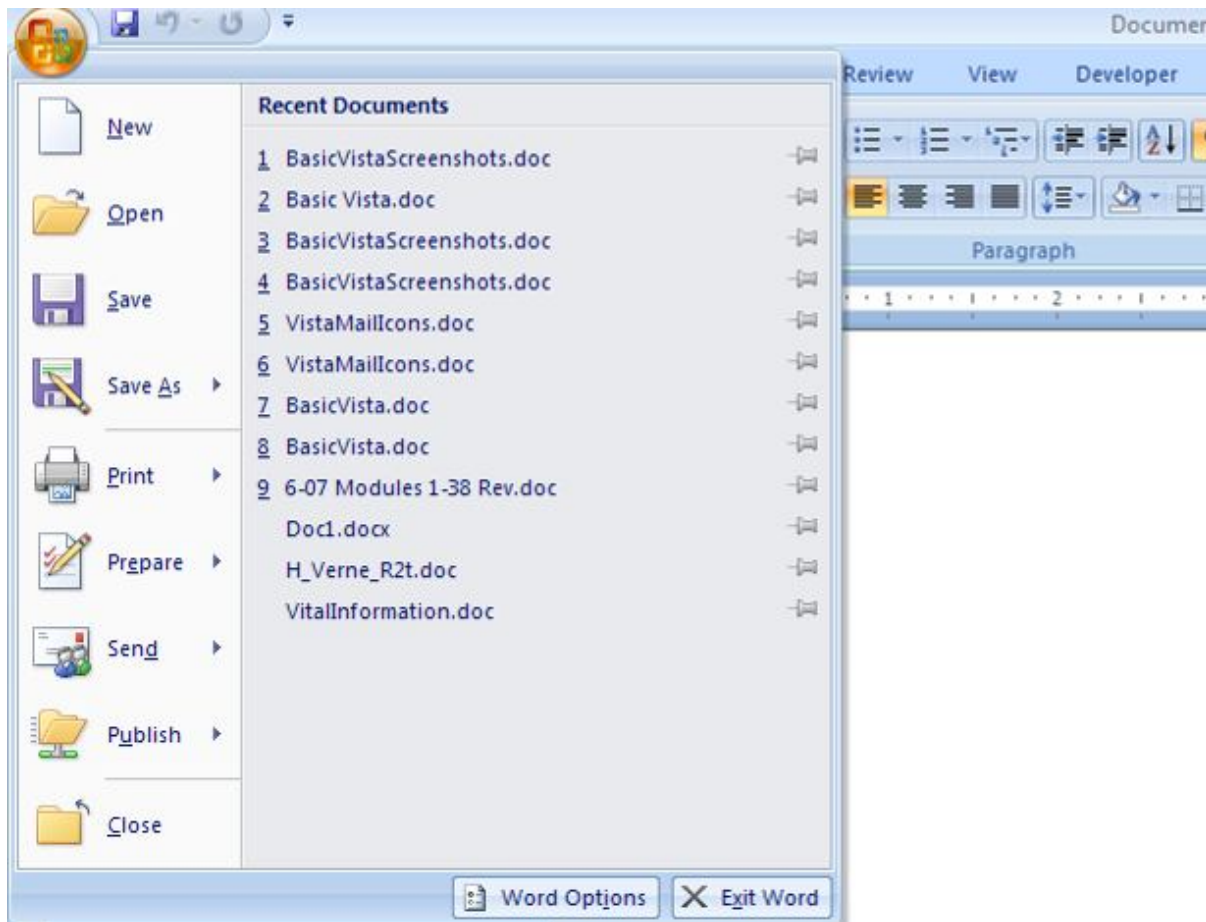 Documen
Review View Developer
New
Open
Save
Save As
Print
Prepare
Send
Publish
Close
Recent Documents
1 BasicVistaScreenshots.doc
2 Basic Vista.doc
3 BasicVistaScreenshots.doc
4 BasicVistaScreenshots.doc
5 VistaMailIcons.doc
6 VistaMailIcons.doc
7 BasicVista.doc
8 BasicVista.doc
9 6-07 Modules 1-38 Rev.doc
Doc1.docx
H_Verne_R2t.doc
VitalInformation.doc
Paragraph
1 2
Word Options Exit Word